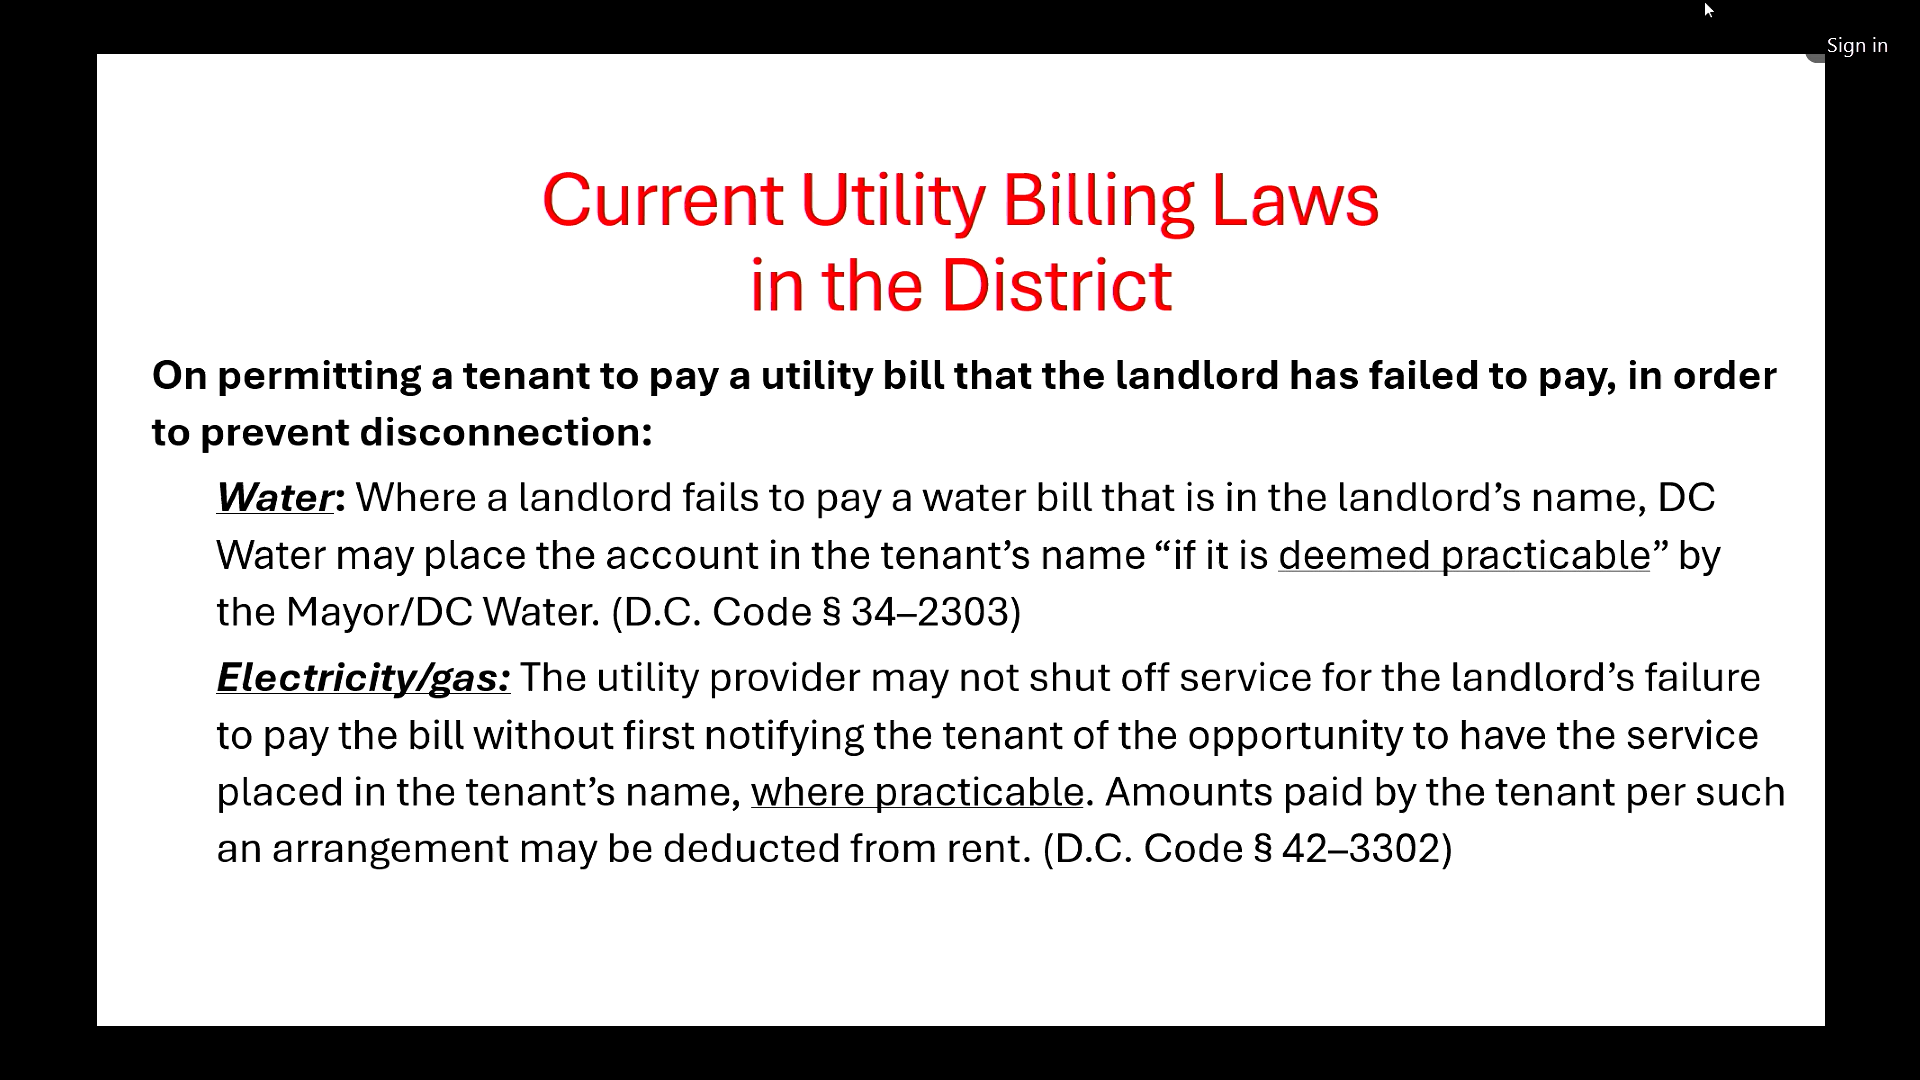 Sign in
Current Utility Billing Laws
in the District
On permitting a tenant to pay a utility bill that the landlord has failed to pay, in order
to prevent disconnection:
Water: Where a landlord fails to pay a water bill that is in the landlord’s name, DC
Water may place the account in the tenant’s name “if it is deemed practicable” by
the Mayor/DC Water. (D.C. Code § 34–2303)
Electricity/gas: The utility provider may not shut off service for the landlord’s failure
to pay the bill without first notifying the tenant of the opportunity to have the service
placed in the tenant’s name, where practicable. Amounts paid by the tenant per such
an arrangement may be deducted from rent. (D.C. Code § 42–3302)